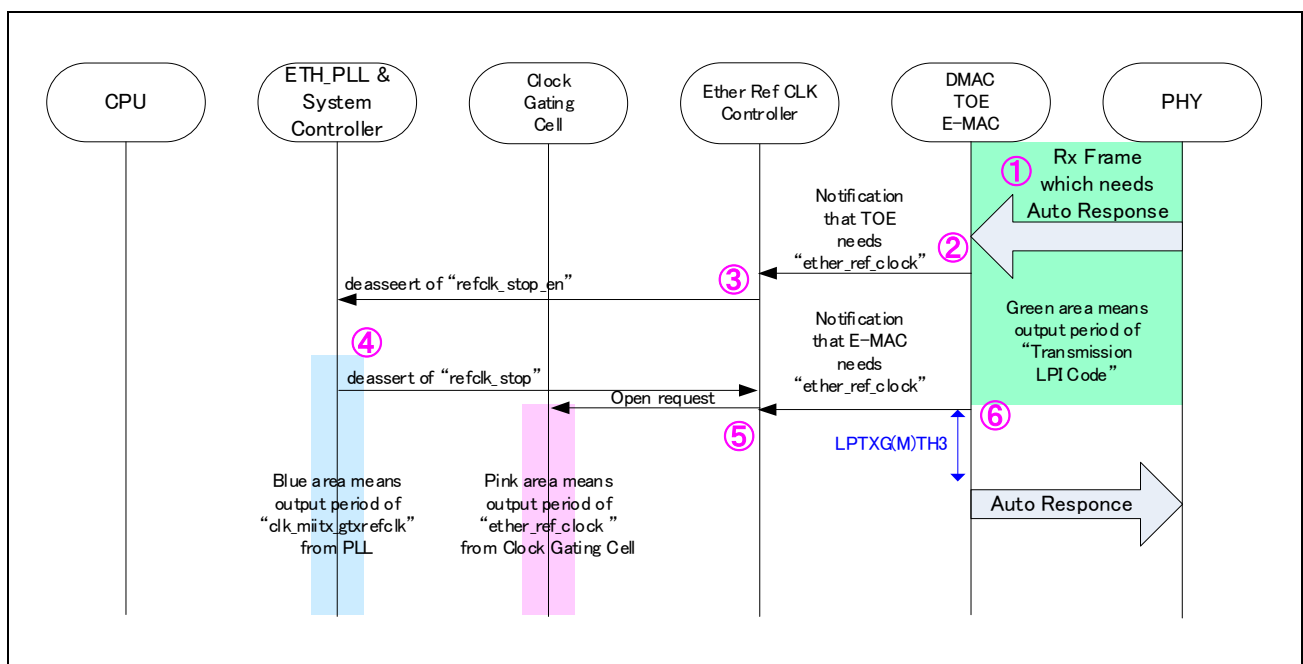 CPU
ETH_PLL &
System
Controller
Clock
Gating
Cell
Ether Ref CLK
Controller
DMAC
TOE
E-MAC
PHY
①
Rx Frame
which needs
Auto Response
Notification
that TOE
needs
“ether_ref_clock”
②
③
deasseert of “refclk_stop_en”
Green area means
output period of
“Transmission
LPI Code”
Notification
that E-MAC
needs
“ether_ref_clock”
④
deassert of “refclk_stop”
Open request
⑤
⑥
LPTXG(M)TH3
Blue area means
output period of
“clk_miitx_gtxrefclk”
from PLL
Pink area means
output period of
“ether_ref_clock ”
from Clock Gating Cell
Auto Responce